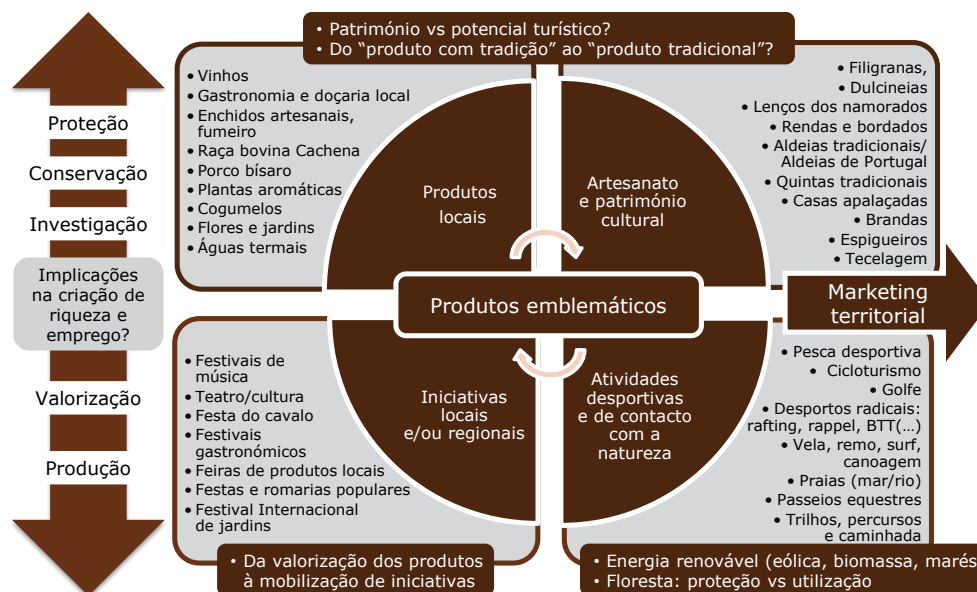 • Património vs potencial turístico?
• Do “produto com tradição” ao “produto tradicional”?
Proteção
Conservação
Investigação
Implicações
na criação de
riqueza e
emprego?
Valorização
Produção
• Vinhos
• Gastronomia e doçaria local
• Enchidos artesanais,
fumeiro
• Raça bovina Cachena
• Porco bísaro
• Plantas aromáticas
• Cogumelos
• Flores e jardins
• Águas termais
Produtos
locais
Artesanato
e património
cultural
• Filigranas,
• Dulcineias
• Lenços dos namorados
• Rendas e bordados
• Aldeias tradicionais/
Aldeias de Portugal
• Quintas tradicionais
• Casas apalaçadas
• Brandas
• Espigueiros
• Tecelagem
Produtos emblemáticos
Marketing
territorial
• Festivais de
música
• Teatro/cultura
• Festa do cavalo
• Festivais
gastronómicos
• Feiras de produtos locais
• Festas e romarias populares
• Festival Internacional
de jardins
Iniciativas
locais
e/ou regionais
Atividades
desportivas
e de contacto
com a
natureza
• Pesca desportiva
• Cicloturismo
• Golfe
• Desportos radicais:
rafting, rappel, BTT(…)
• Vela, remo, surf,
canoagem
• Praias (mar/rio)
• Passeios equestres
• Trilhos, percursos
e caminhada
• Da valorização dos produtos
à mobilização de iniciativas
• Energia renovável (eólica, biomassa, marés
• Floresta: proteção vs utilização